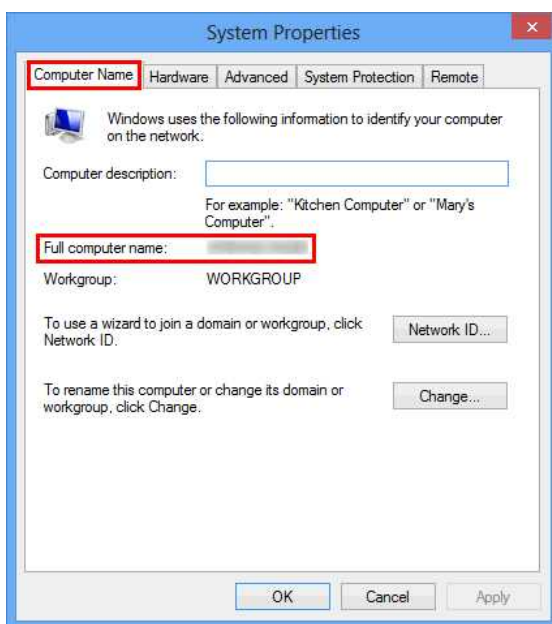 System Properties
Computer Name Hardware Advanced System Protection Remote
Windows uses the following information to identify your computer
on the network.
Computer description:
For example: "Kitchen Computer" or "Mary's
Computer".
Full computer name:
Workgroup: WORKGROUP
To use a wizard to join a domain or workgroup, click
Network ID.
Network ID...
To rename this computer or change its domain or
workgroup, click Change.
Change...
OK Cancel Apply